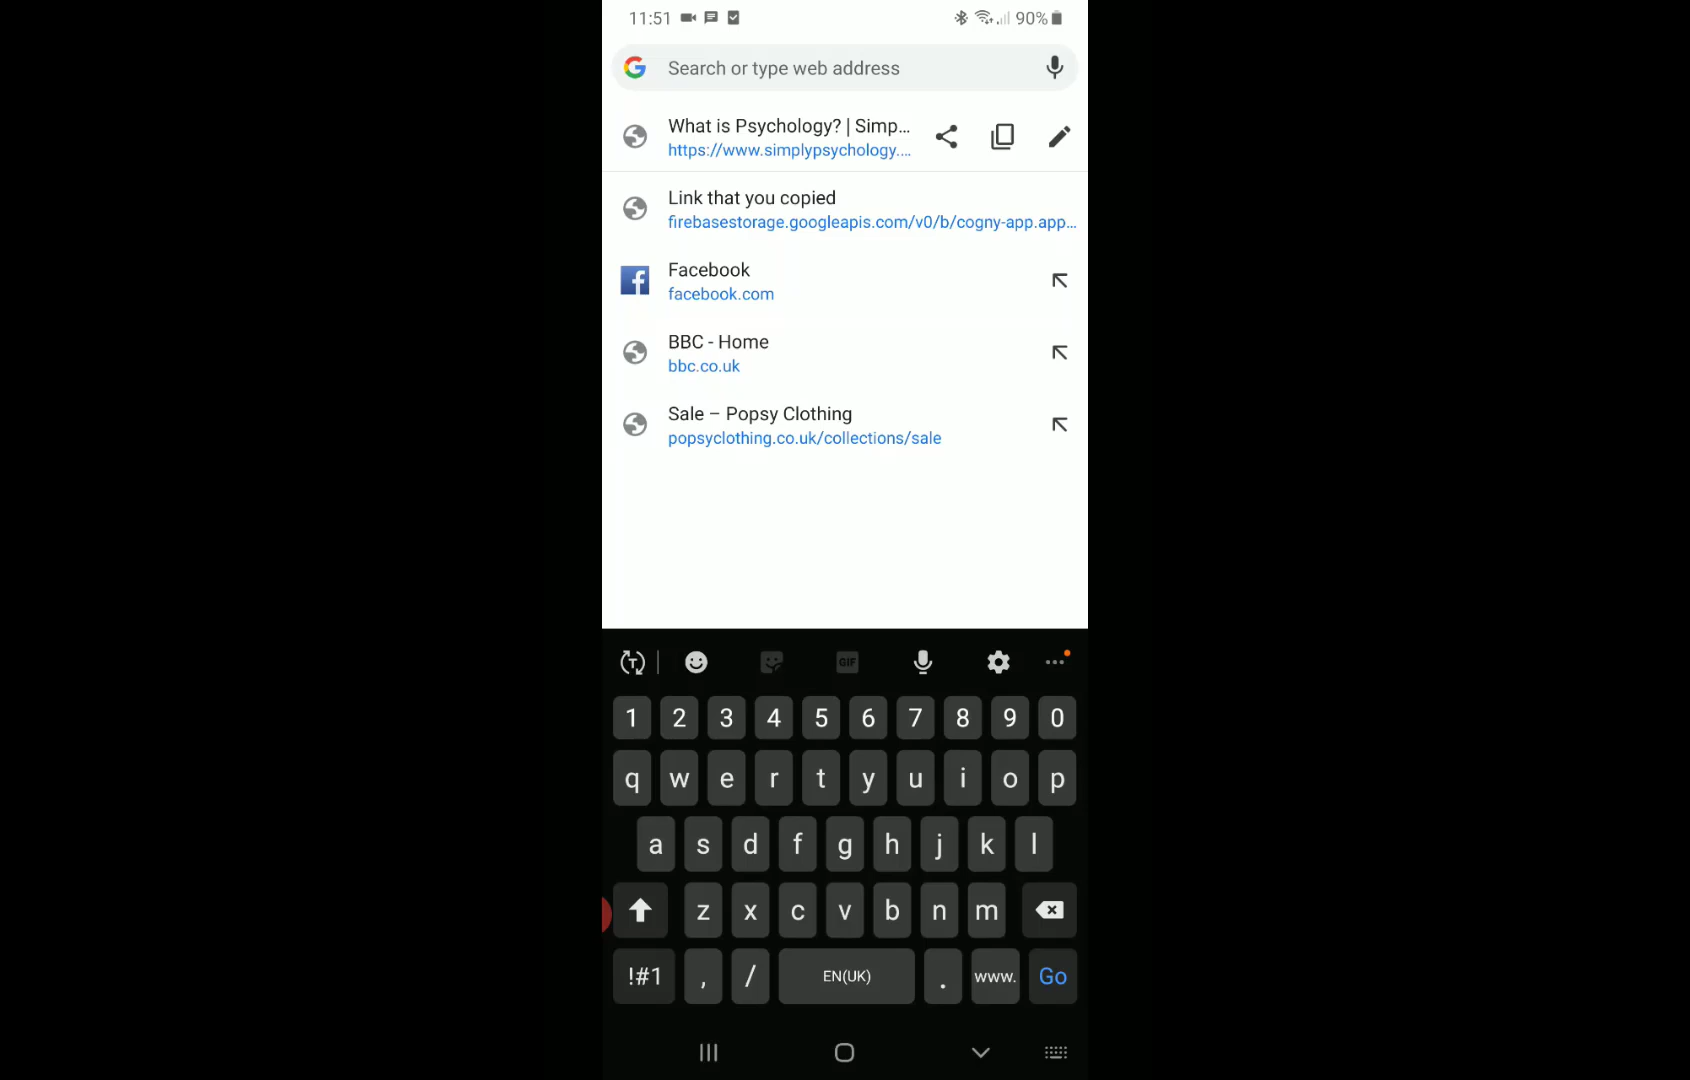 11:51
90%
Search or type web address
What is Psychology? | Simp...
https://www.simplypsychology....
Link that you copied
firebasestorage.googleapis.com/v0/b/cogny-app.app...
Facebook
facebook.com
BBC - Home
bbc.co.uk
Sale – Popsy Clothing
popsyclothing.co.uk/collections/sale
GIF
1 2 3 4 5 6 7 8 9 0
q w e r t y u i o p
a s d f g h j k l
z x c v b n m
!#1 , / EN(UK) . www. Go